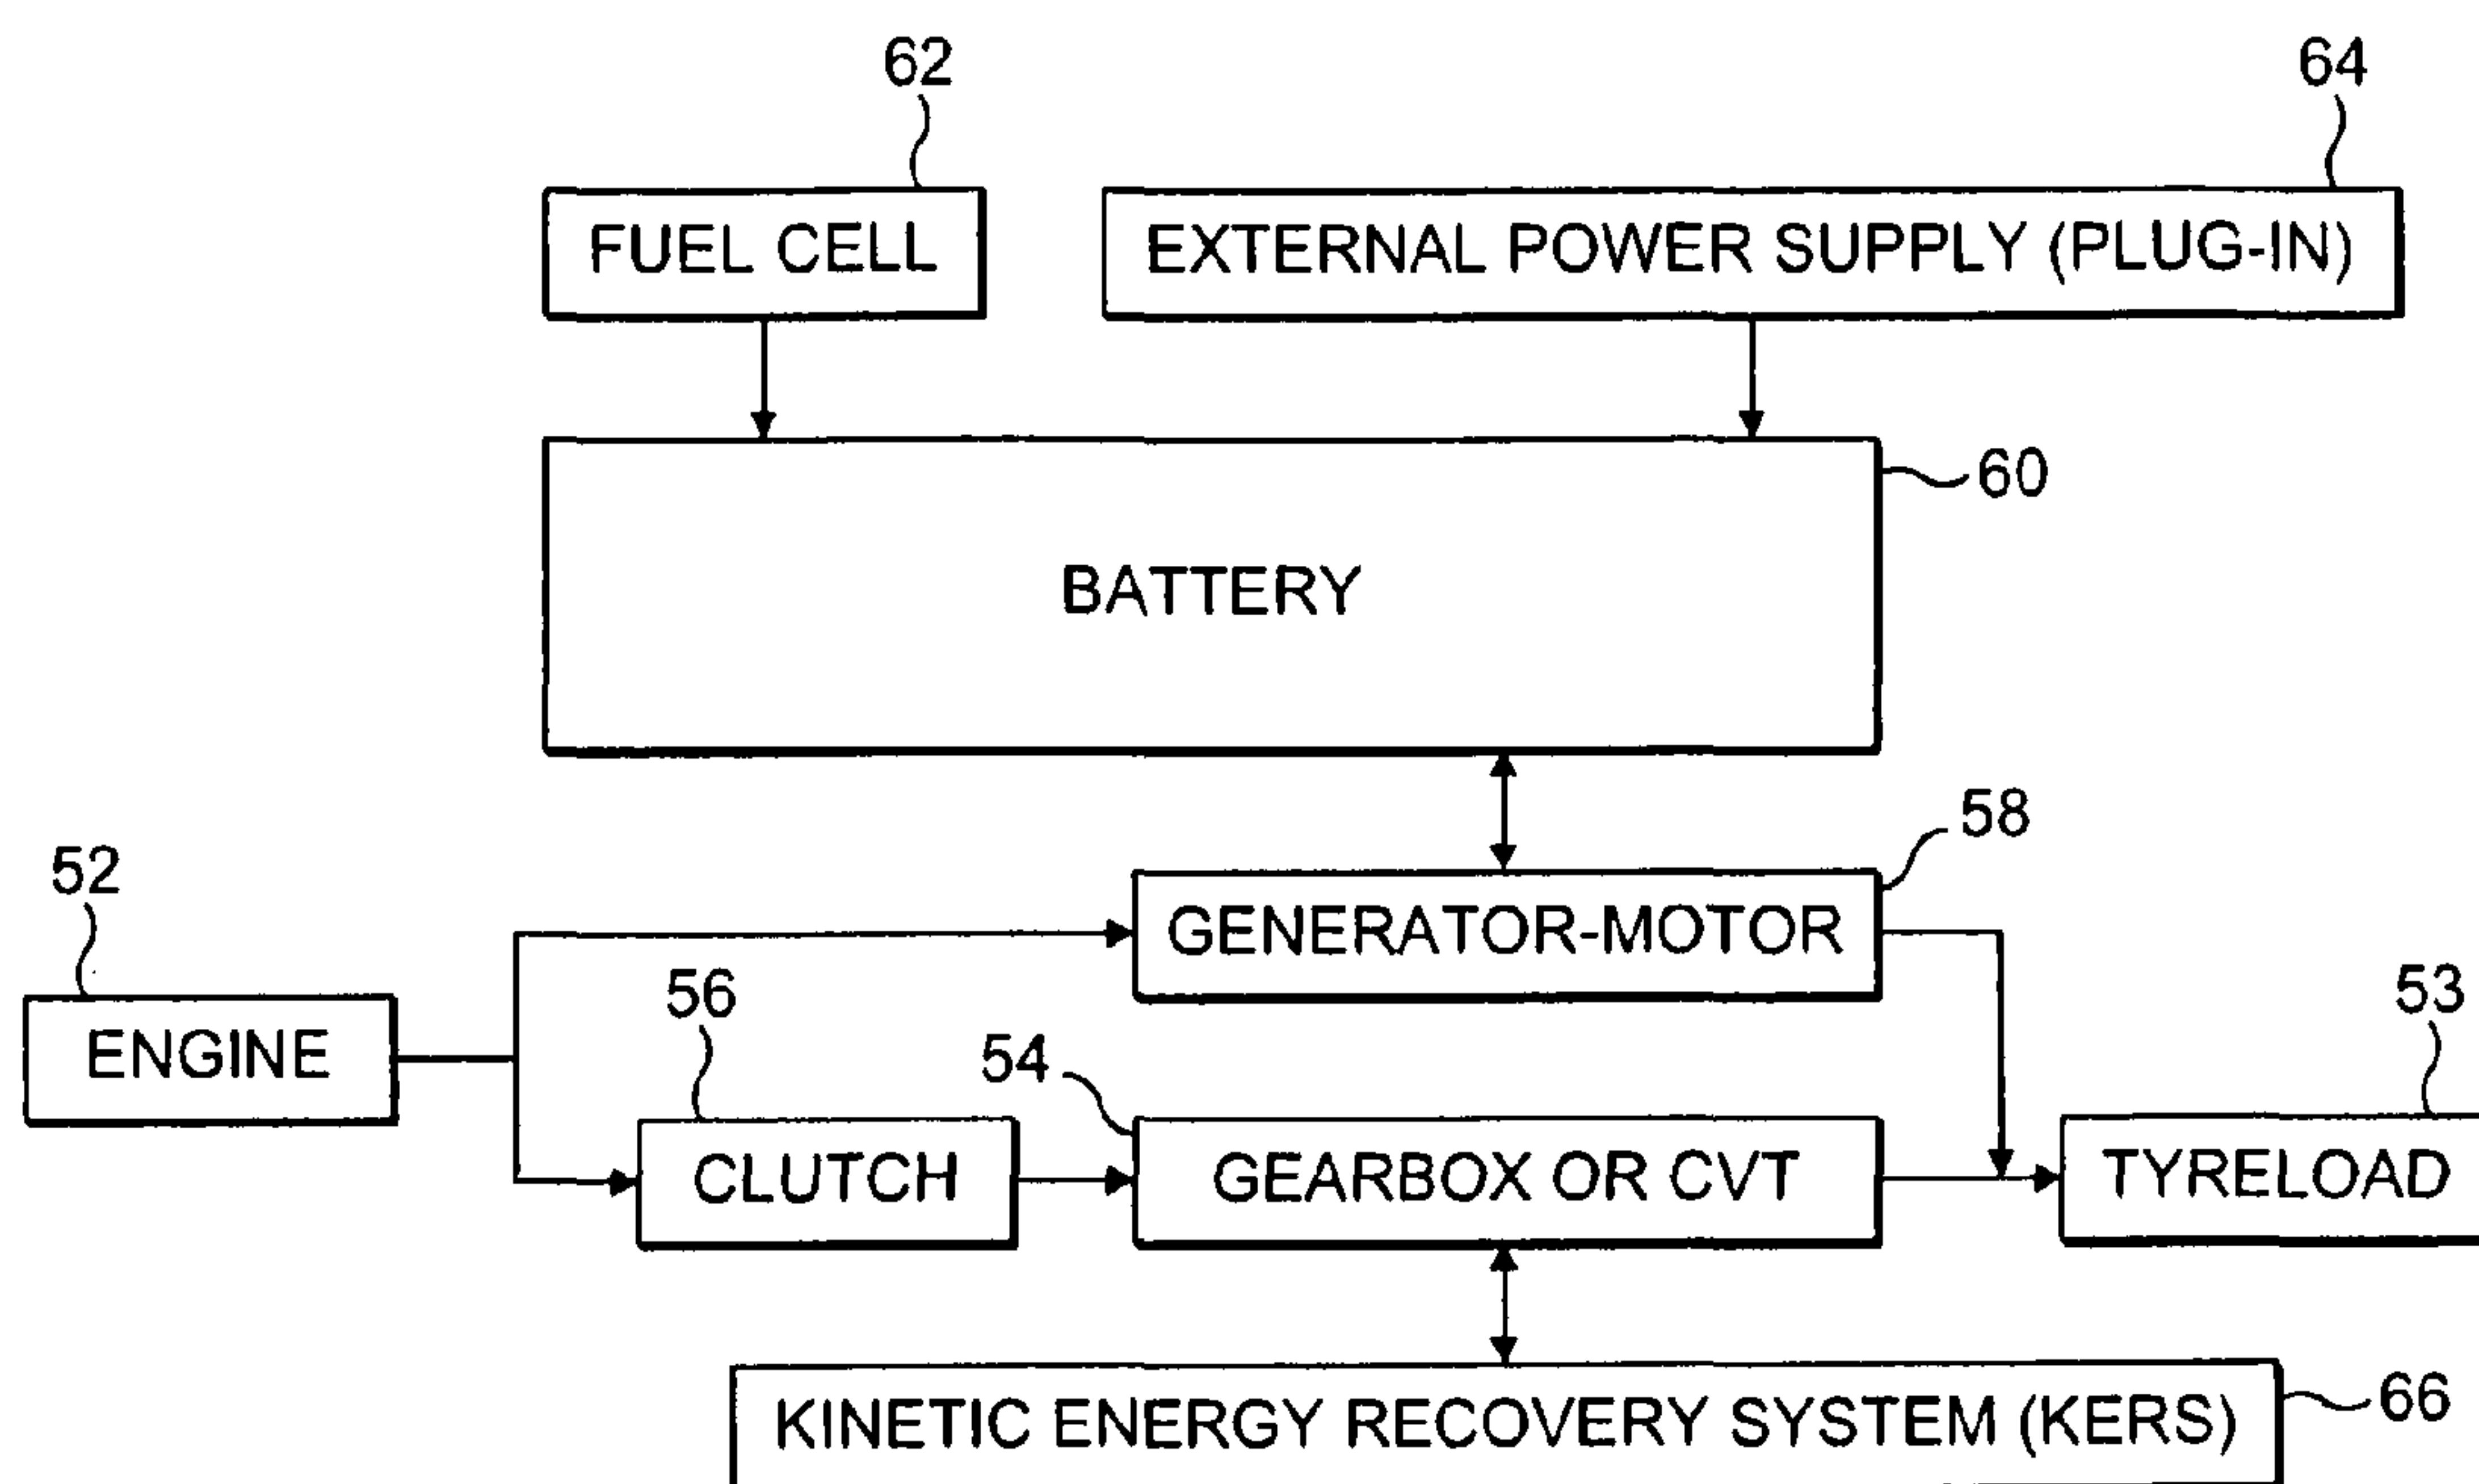 62
64
FUEL CELL
EXTERNAL POWER SUPPLY (PLUG-IN)
60
BATTERY
58
52
GENERATOR-MOTOR
56
53
ENGINE
54
CLUTCH
GEARBOX OR CVT
TYRELOAD
66
KINETIC ENERGY RECOVERY SYSTEM (KERS)